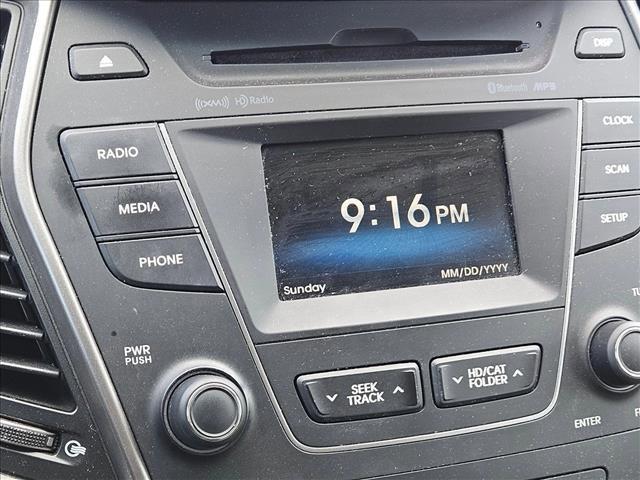 DISP
((XM)) HD Radio
Bluetooth MP3
RADIO
CLOCK
MEDIA
SCAN
9:16 PM
PHONE
SETUP
Sunday
MM/DD/YYYY
PWR
PUSH
SEEK
TRACK
HD/CAT
FOLDER
ENTER